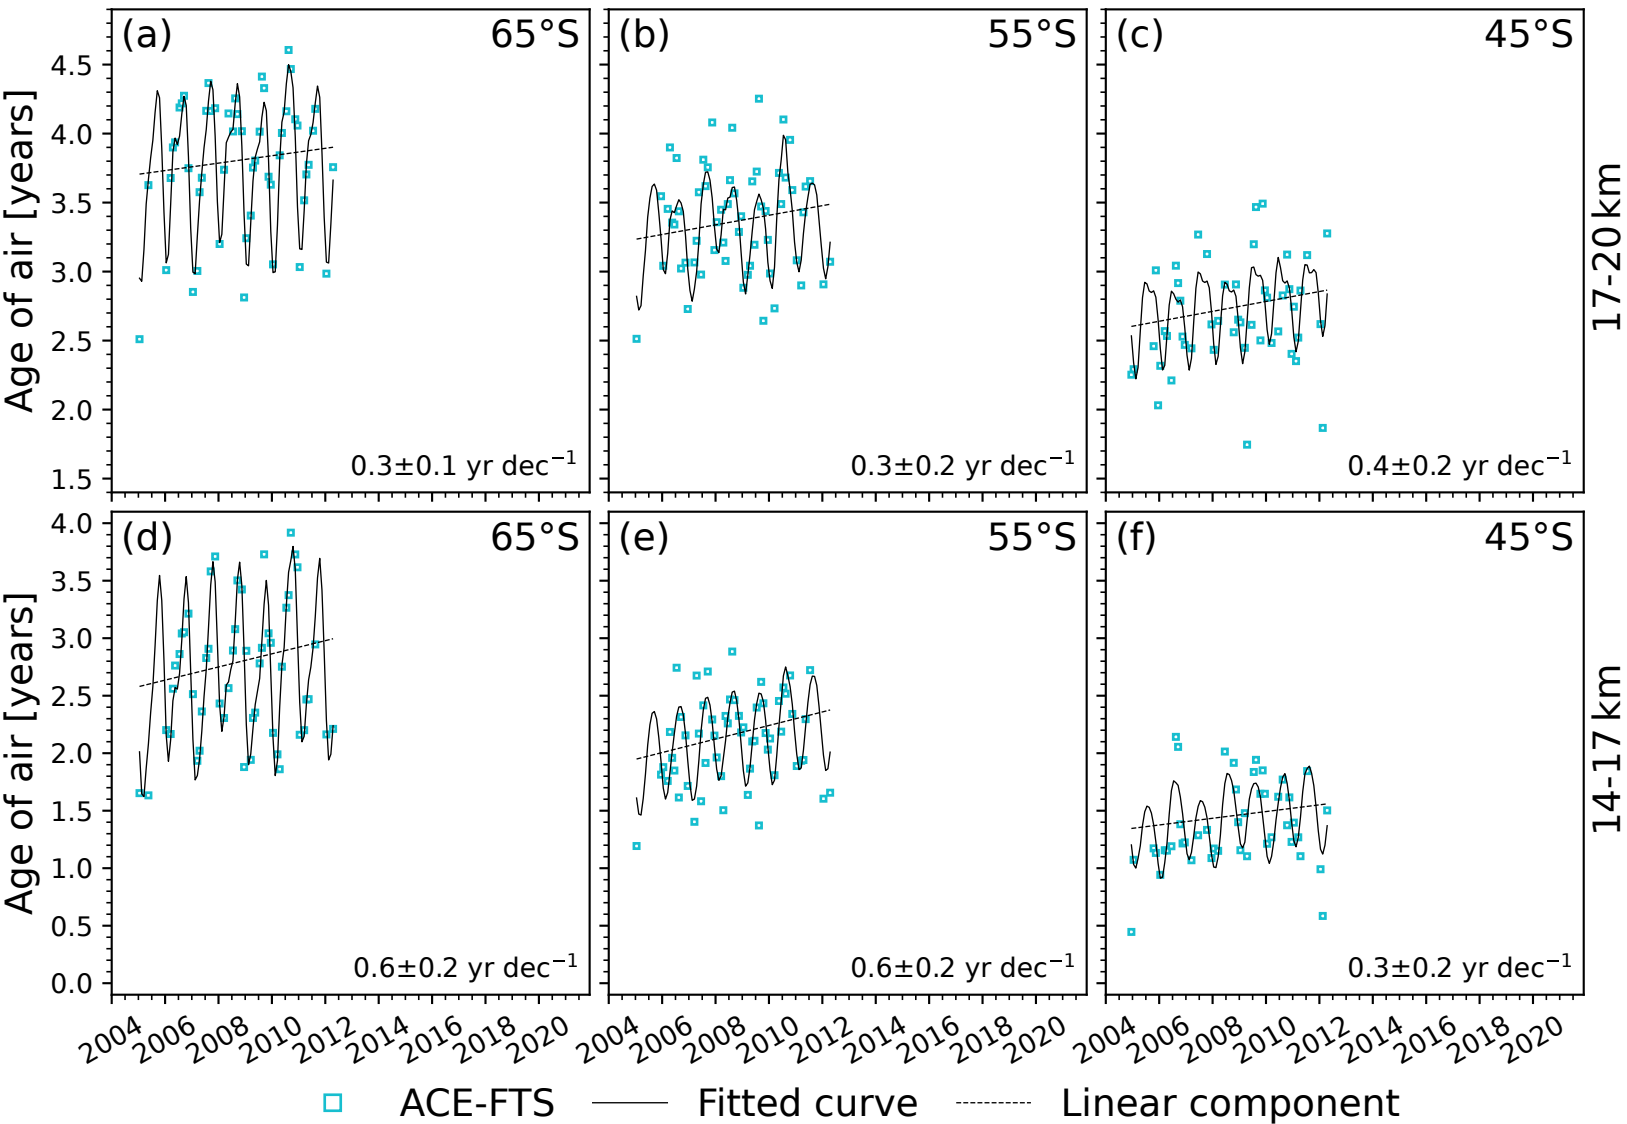 (a) 65°S (b) 55°S (c) 45°S
4.5
4.0
3.5
3.0
2.5
2.0
1.5
Age of air [years]
0.3±0.1 yr dec⁻¹ 0.3±0.2 yr dec⁻¹ 0.4±0.2 yr dec⁻¹
17-20 km
(d) 65°S (e) 55°S (f) 45°S
4.0
3.5
3.0
2.5
2.0
1.5
1.0
0.5
0.0
Age of air [years]
0.6±0.2 yr dec⁻¹ 0.6±0.2 yr dec⁻¹ 0.3±0.2 yr dec⁻¹
14-17 km
2004 2006 2008 2010 2012 2014 2016 2018 2020 2004 2006 2008 2010 2012 2014 2016 2018 2020 2004 2006 2008 2010 2012 2014 2016 2018 2020
ACE-FTS Fitted curve Linear component